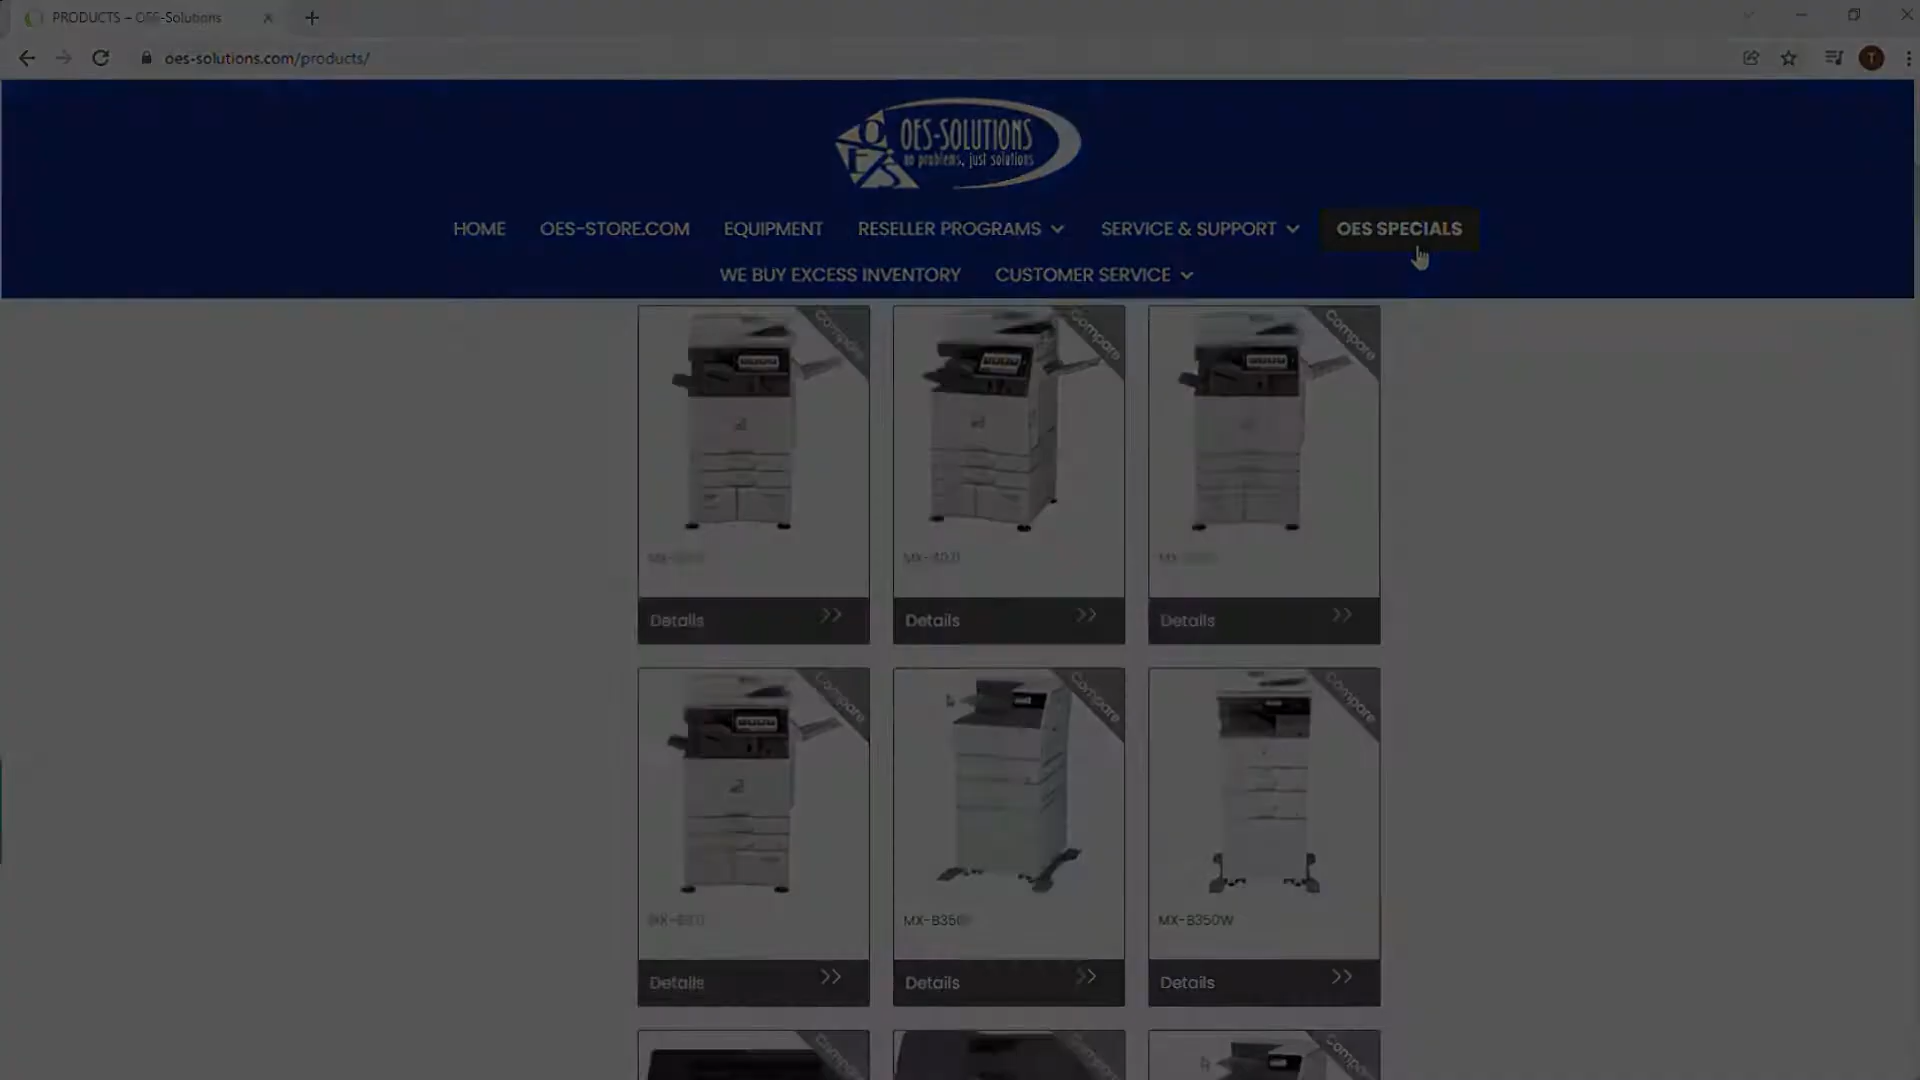 PRODUCTS – OES-Solutions
oes-solutions.com/products/
T
OES-SOLUTIONS
no problems, just solutions
HOME OES-STORE.COM EQUIPMENT RESELLER PROGRAMS SERVICE & SUPPORT OES SPECIALS
WE BUY EXCESS INVENTORY CUSTOMER SERVICE
Compare Compare Compare
Details >> Details >> Details >>
Compare Compare Compare
MX-B350W
Details >> Details >> Details >>